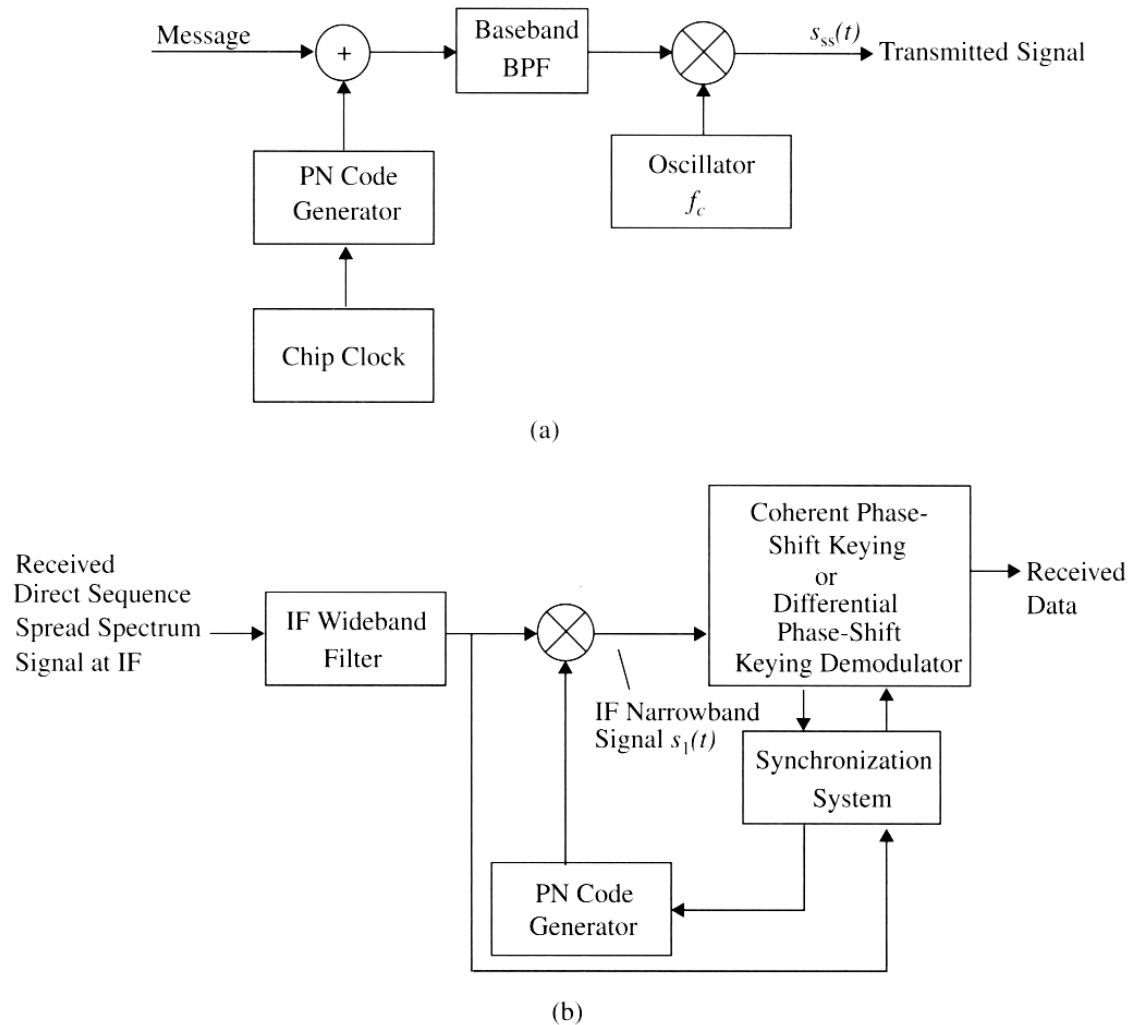 Message
+
Baseband
BPF
s_ss(t)
Transmitted Signal
PN Code
Generator
Oscillator
f_c
Chip Clock
(a)
Received
Direct Sequence
Spread Spectrum
Signal at IF
IF Wideband
Filter
IF Narrowband
Signal s_1(t)
Coherent Phase-
Shift Keying
or
Differential
Phase-Shift
Keying Demodulator
Received
Data
Synchronization
System
PN Code
Generator
(b)